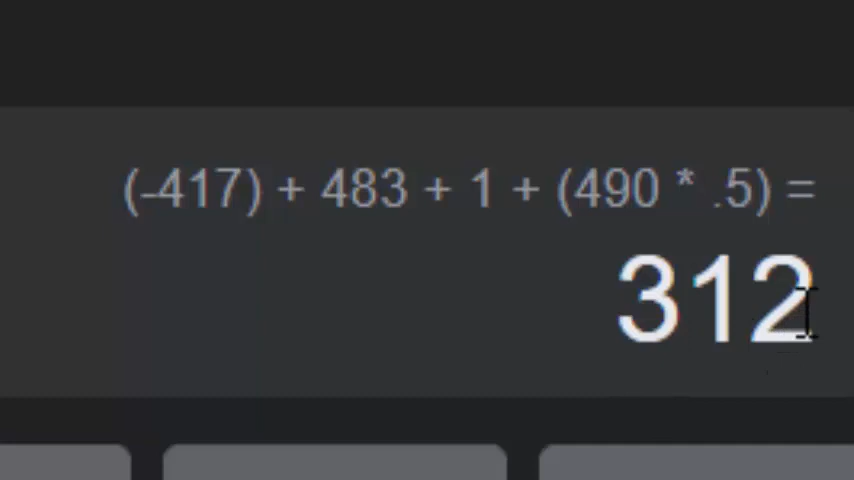 (-417) + 483 + 1 + (490 * .5) =
312